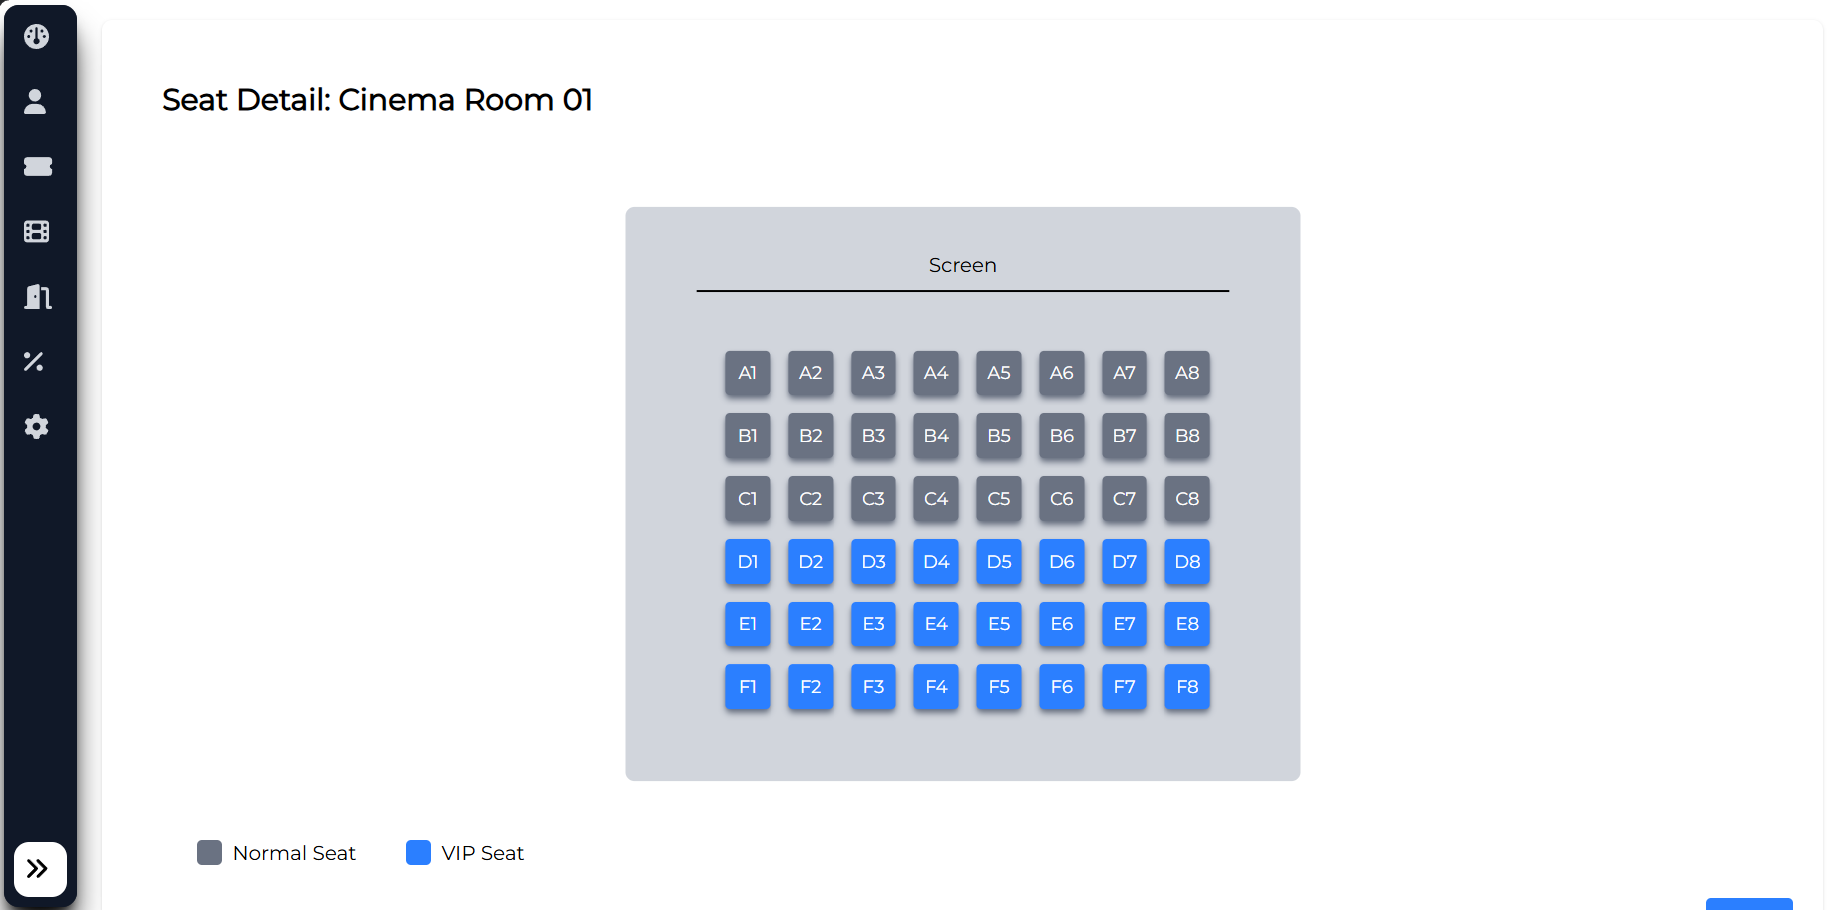 Seat Detail: Cinema Room 01
Screen
A1 A2 A3 A4 A5 A6 A7 A8
B1 B2 B3 B4 B5 B6 B7 B8
C1 C2 C3 C4 C5 C6 C7 C8
D1 D2 D3 D4 D5 D6 D7 D8
E1 E2 E3 E4 E5 E6 E7 E8
F1 F2 F3 F4 F5 F6 F7 F8
Normal Seat VIP Seat